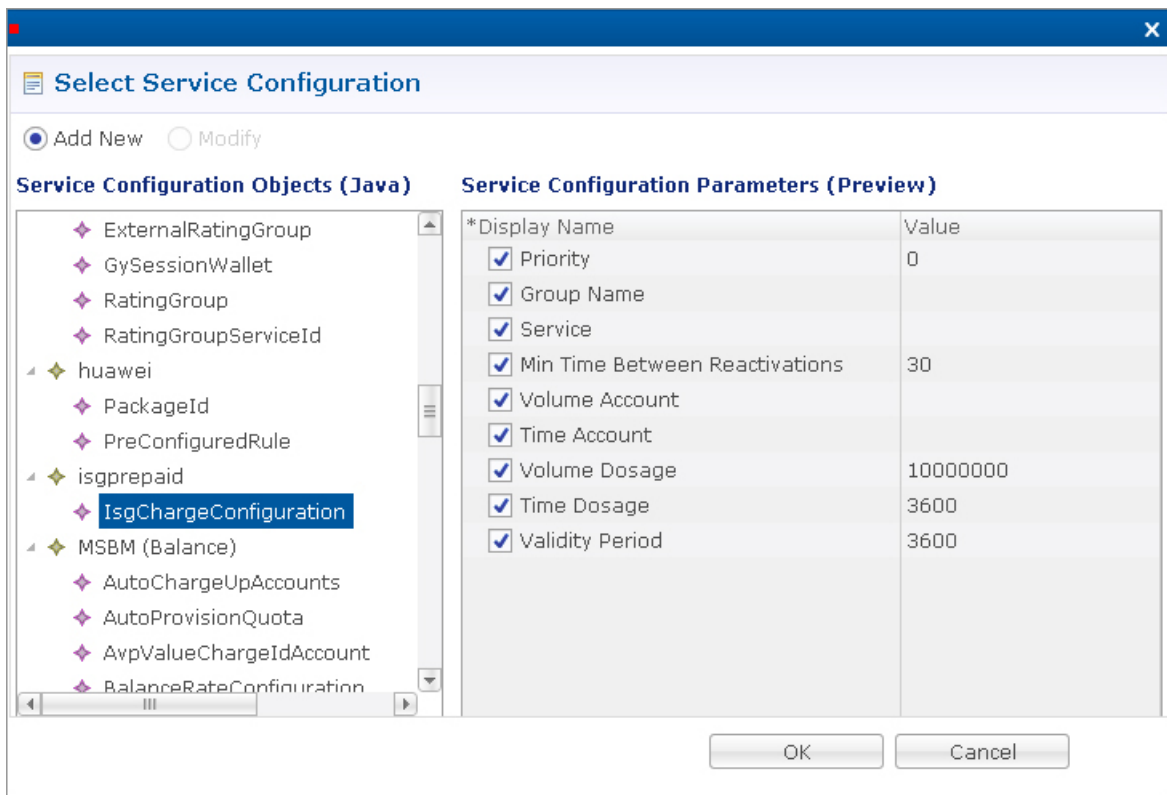 Select Service Configuration
Add New Modify
Service Configuration Objects (Java)
ExternalRatingGroup
GySessionWallet
RatingGroup
RatingGroupServiceId
huawei
PackageId
PreConfiguredRule
isgprepaid
IsgChargeConfiguration
MSBM (Balance)
AutoChargeUpAccounts
AutoProvisionQuota
AvpValueChargeIdAccount
BalanceRateConfiguration
Service Configuration Parameters (Preview)
*Display Name Value
Priority 0
Group Name
Service
Min Time Between Reactivations 30
Volume Account
Time Account
Volume Dosage 10000000
Time Dosage 3600
Validity Period 3600
OK Cancel